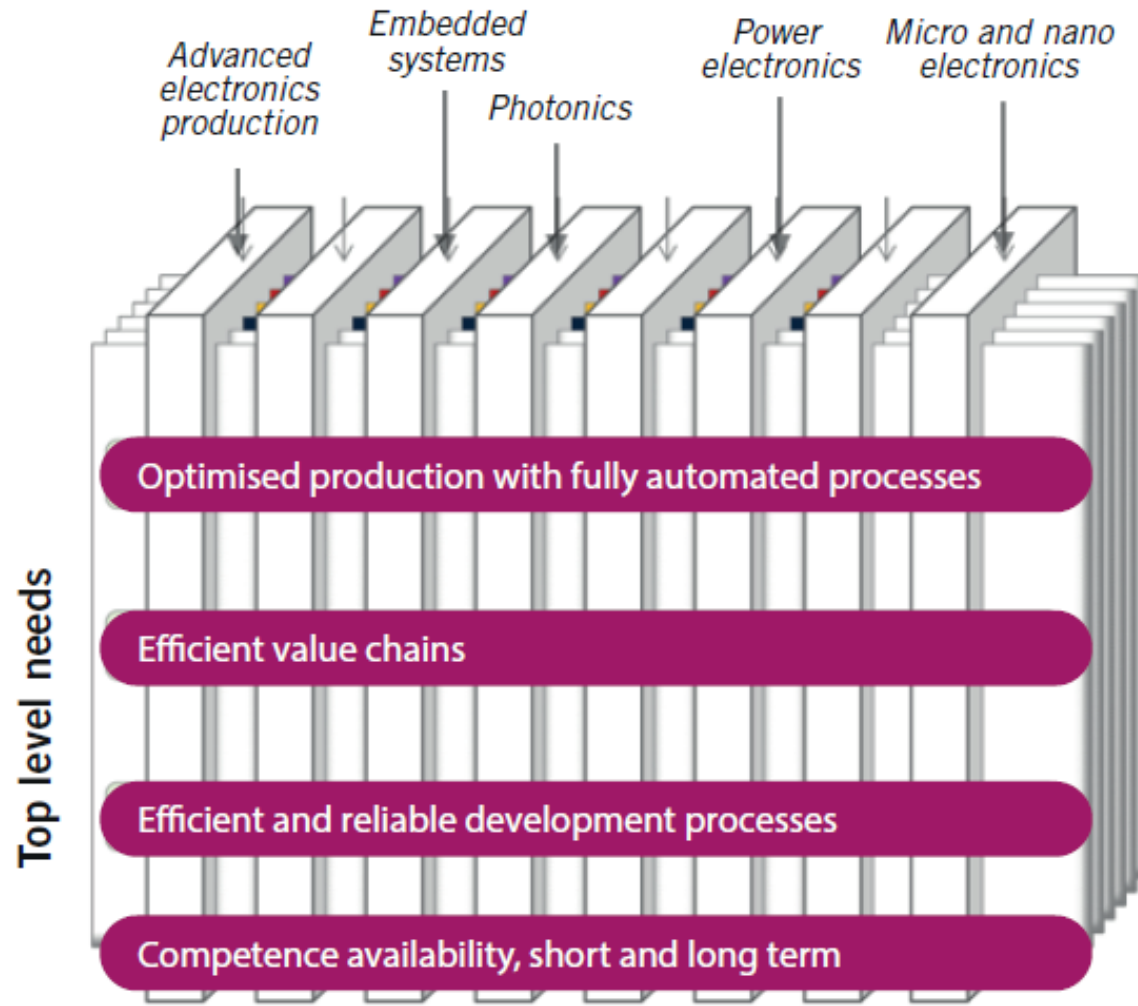 Advanced
electronics
production
Embedded
systems
Photonics
Power
electronics
Micro and nano
electronics
Top level needs
Optimised production with fully automated processes
Efficient value chains
Efficient and reliable development processes
Competence availability, short and long term